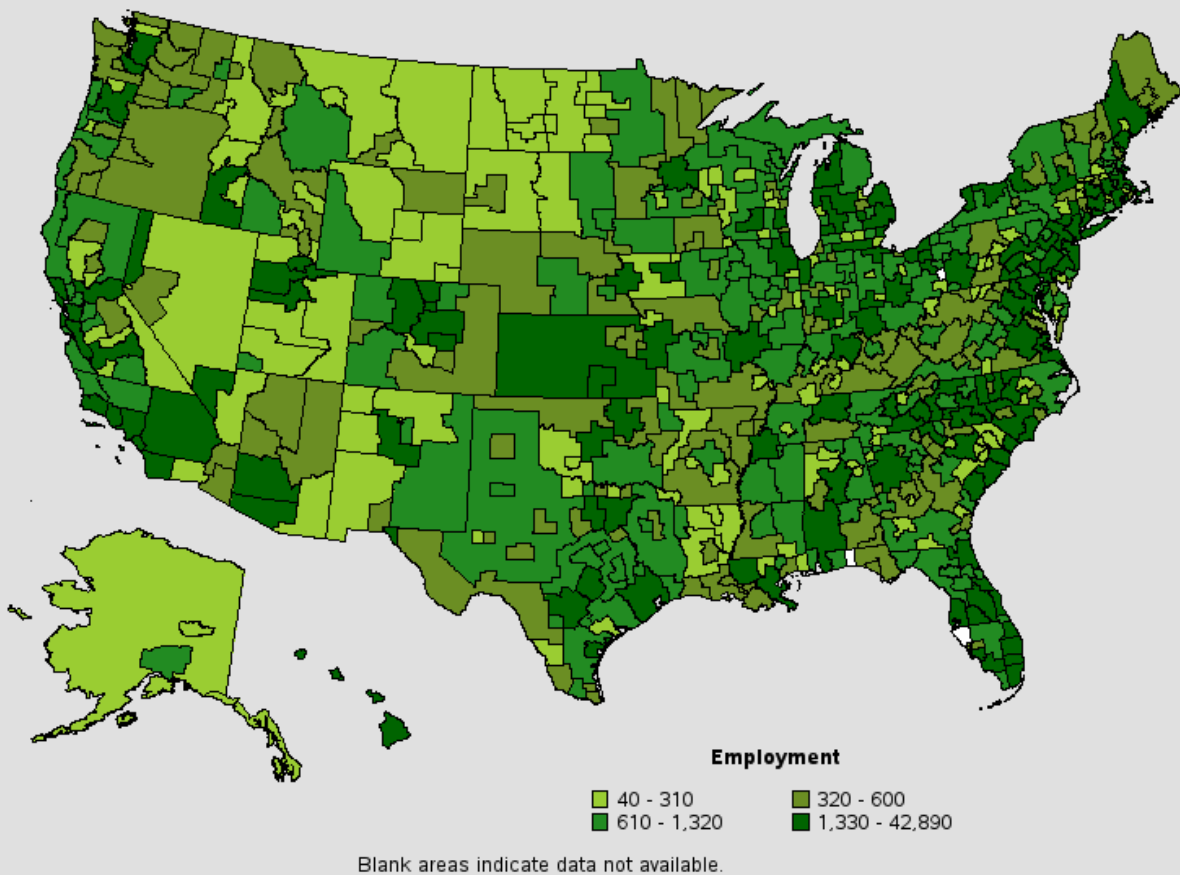 Employment
40 - 310
320 - 600
610 - 1,320
1,330 - 42,890
Blank areas indicate data not available.